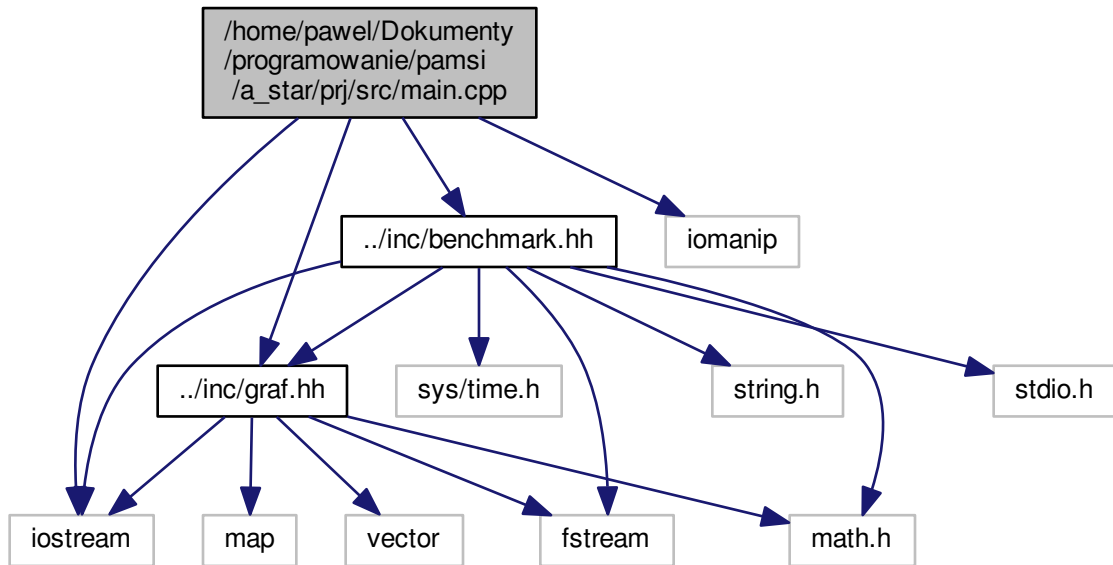 /home/pawel/Dokumenty
/programowanie/pamsi
/a_star/prj/src/main.cpp
../inc/benchmark.hh
iomanip
../inc/graf.hh
sys/time.h
string.h
stdio.h
iostream
map
vector
fstream
math.h